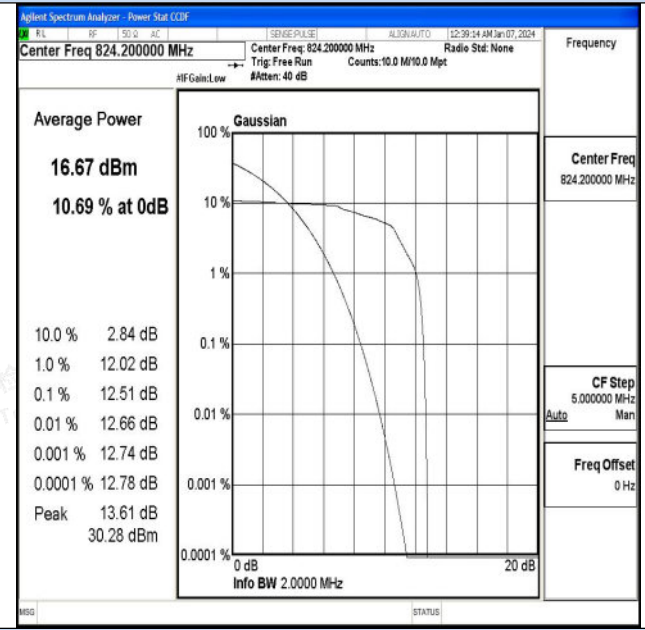 Agilent Spectrum Analyzer - Power Stat CCDF
RL RF 50 Ω AC SENSE:PULSE ALIGNAUTO 12:39:14 AM Jan 07, 2024
Center Freq 824.200000 MHz
Center Freq: 824.200000 MHz Radio Std: None
Trig: Free Run Counts:10.0 M/10.0 Mpt
#IFGain:Low #Atten: 40 dB
Frequency
Average Power
16.67 dBm
10.69 % at 0dB
10.0 % 2.84 dB
1.0 % 12.02 dB
0.1 % 12.51 dB
0.01 % 12.66 dB
0.001 % 12.74 dB
0.0001 % 12.78 dB
Peak 13.61 dB
30.28 dBm
Gaussian
100 %
10 %
1 %
0.1 %
0.01 %
0.001 %
0.0001 %
0 dB 20 dB
Info BW 2.0000 MHz
Center Freq
824.200000 MHz
CF Step
5.000000 MHz
Auto Man
Freq Offset
0 Hz
MSG STATUS